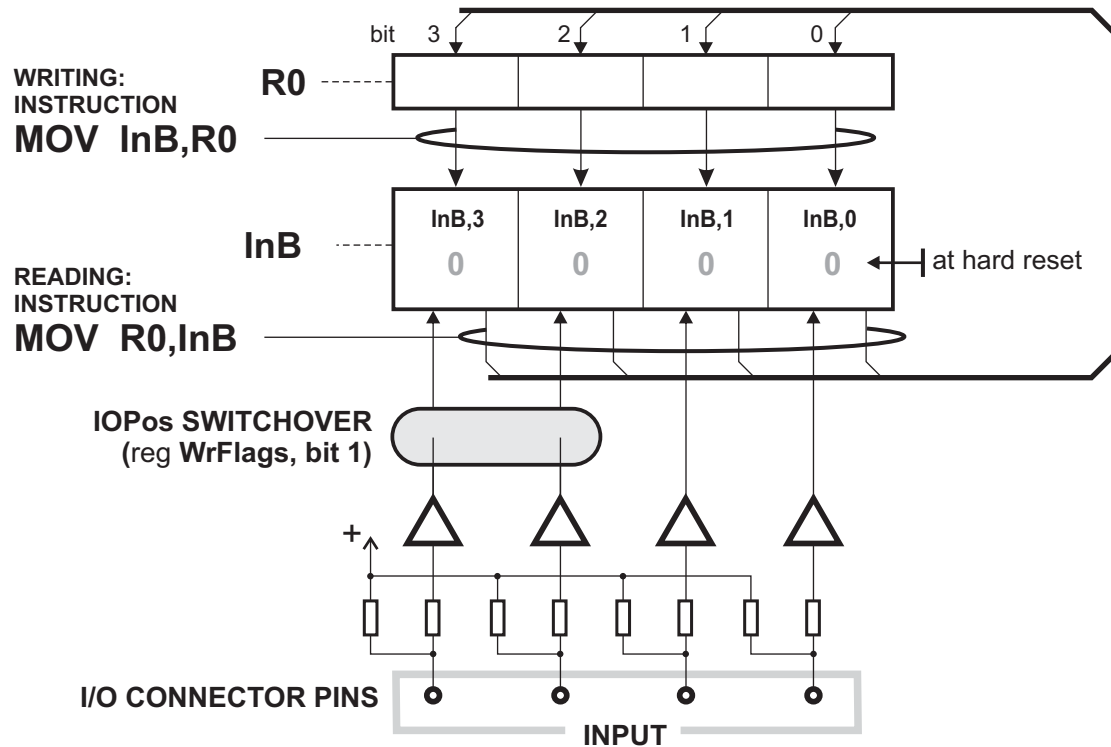 bit 3 2 1 0
WRITING:
INSTRUCTION
MOV InB,R0
R0
InB,3 InB,2 InB,1 InB,0
InB
0 0 0 0
at hard reset
READING:
INSTRUCTION
MOV R0,InB
IOPos SWITCHOVER
(reg WrFlags, bit 1)
+
I/O CONNECTOR PINS
INPUT